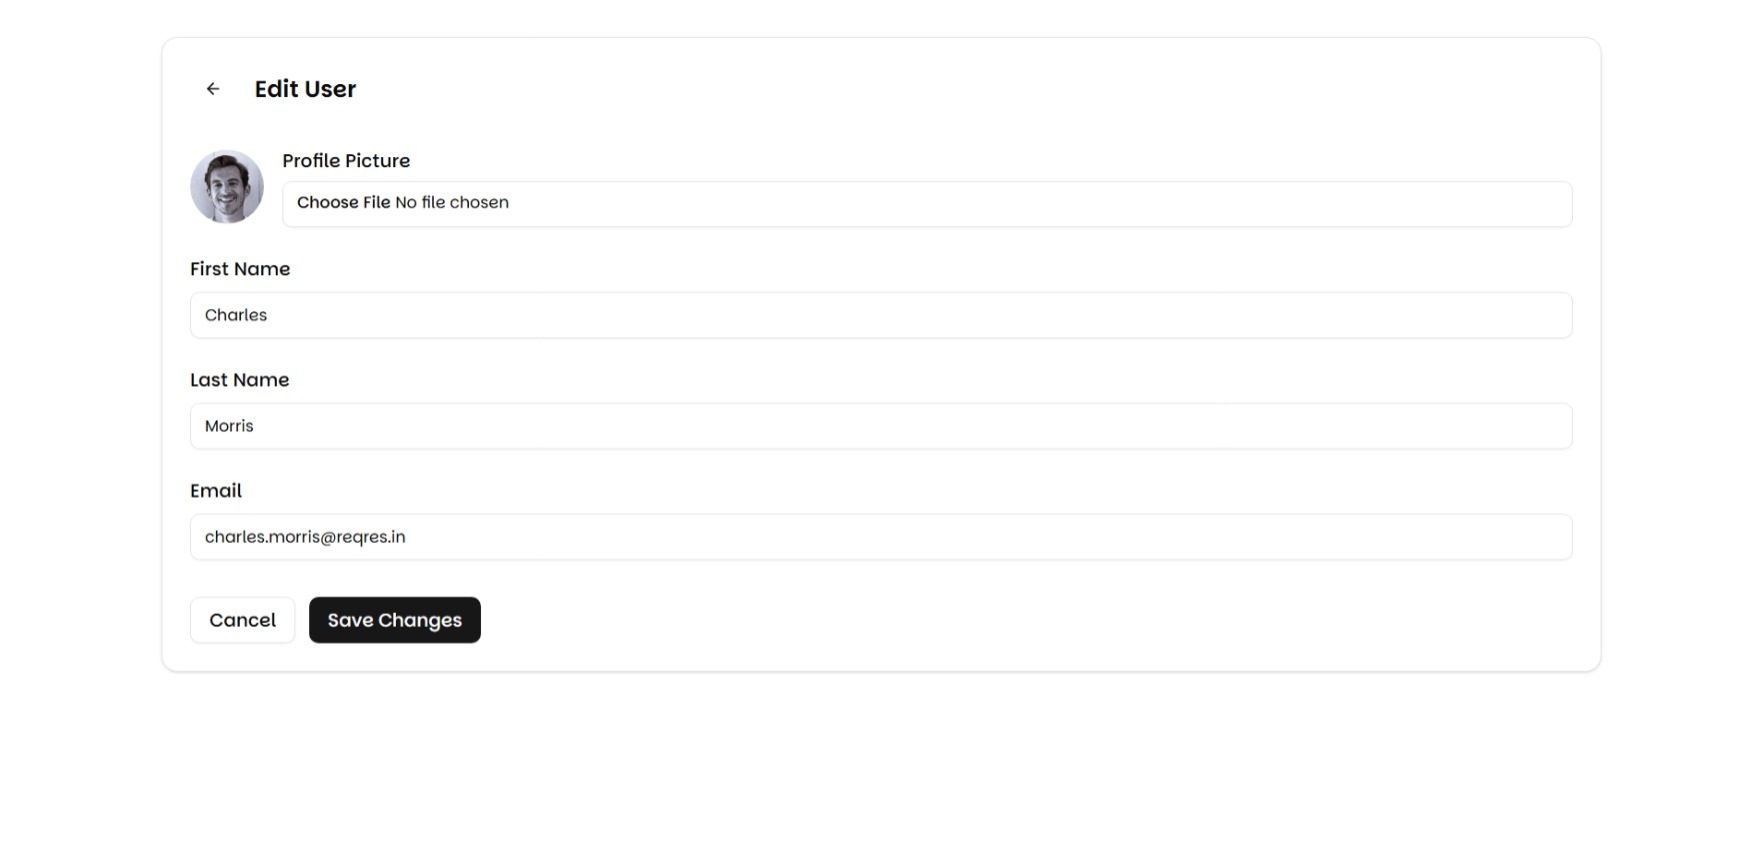 Edit User
Profile Picture
Choose File No file chosen
First Name
Charles
Last Name
Morris
Email
charles.morris@reqres.in
Cancel Save Changes